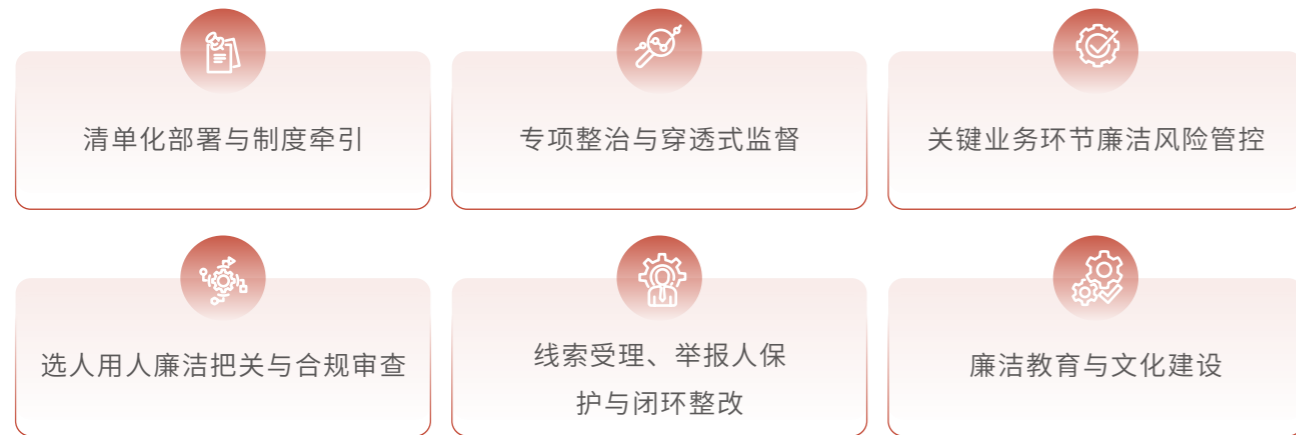 清单化部署与制度牵引
专项整治与穿透式监督
关键业务环节廉洁风险管控
选人用人廉洁把关与合规审查
线索受理、举报人保
护与闭环整改
廉洁教育与文化建设